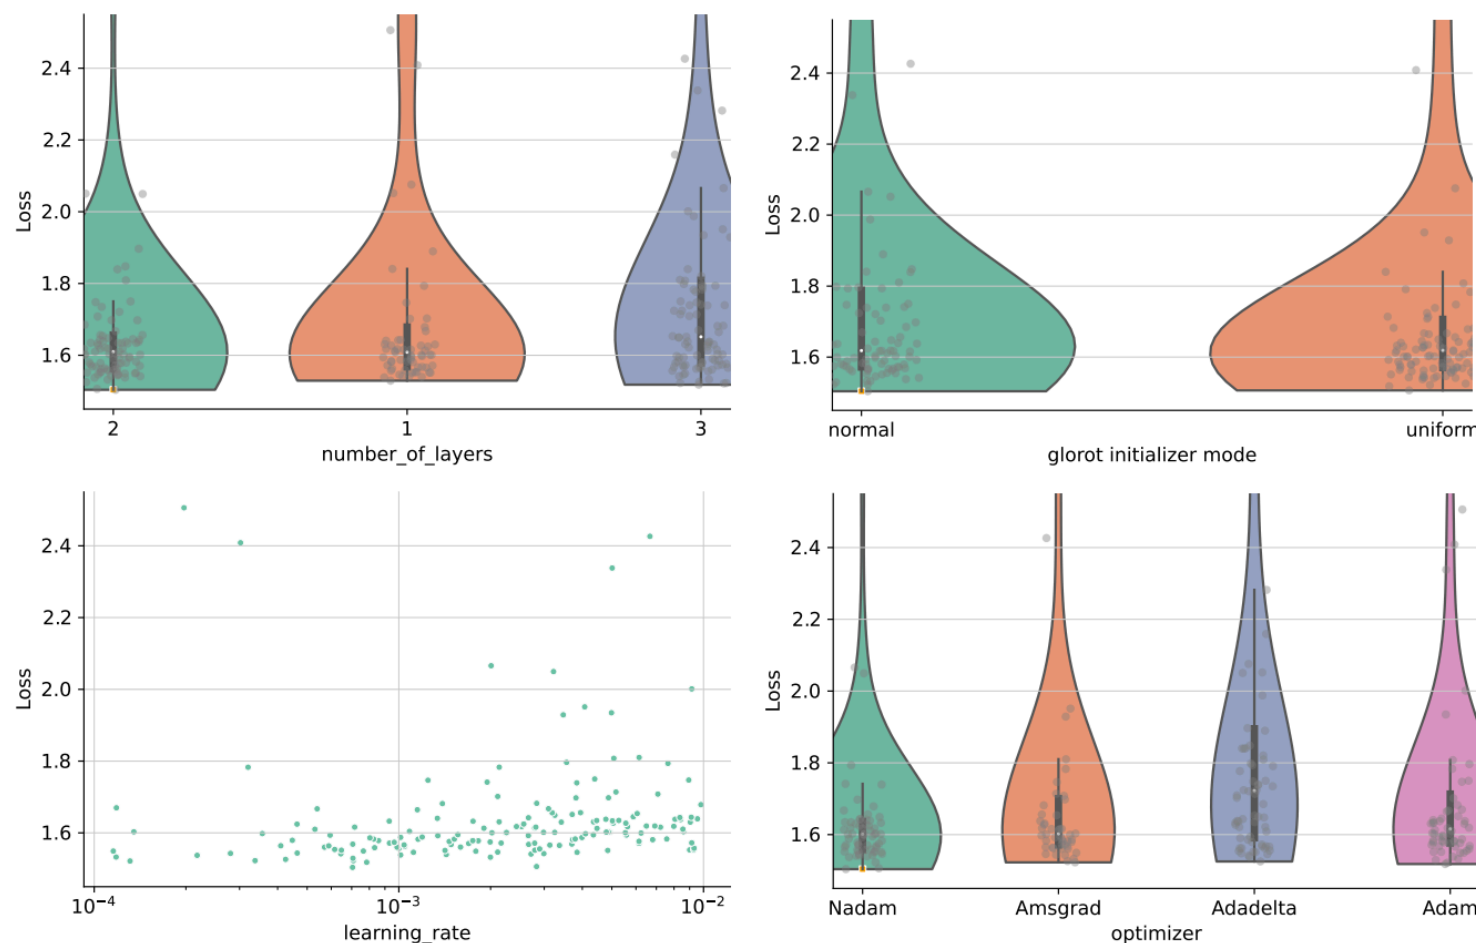 2.4
2.2
2.0
1.8
1.6
Loss
2 1 3
number_of_layers
2.4
2.2
2.0
1.8
1.6
Loss
normal uniform
glorot initializer mode
2.4
2.2
2.0
1.8
1.6
Loss
10⁻⁴ 10⁻³ 10⁻²
learning_rate
2.4
2.2
2.0
1.8
1.6
Loss
Nadam Amsgrad Adadelta Adam
optimizer